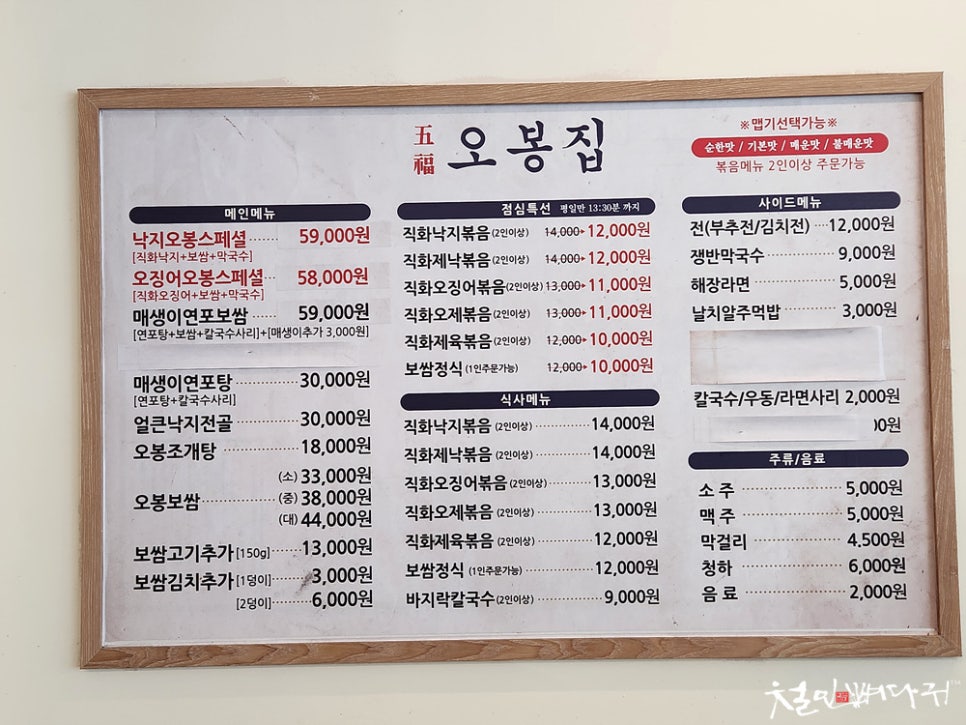 五福 오봉집
※맵기선택가능※
순한맛 / 기본맛 / 매운맛 / 불매운맛
볶음메뉴 2인이상 주문가능
메인메뉴
낙지오봉스페셜 59,000원
[직화낙지+보쌈+막국수]
오징어오봉스페셜 58,000원
[직화오징어+보쌈+막국수]
매생이연포보쌈 59,000원
[연포탕+보쌈+칼국수사리]+[매생이추가 3,000원]
매생이연포탕 30,000원
[연포탕+칼국수사리]
얼큰낙지전골 30,000원
오봉조개탕 18,000원
오봉보쌈 (소) 33,000원
(중) 38,000원
(대) 44,000원
보쌈고기추가 [150g] 13,000원
보쌈김치추가 [1덩이] 3,000원
[2덩이] 6,000원
점심특선 평일만 13:30분 까지
직화낙지볶음 (2인이상) 14,000 12,000원
직화제낙볶음 (2인이상) 14,000 12,000원
직화오징어볶음 (2인이상) 13,000 11,000원
직화오제볶음 (2인이상) 13,000 11,000원
직화제육볶음 (2인이상) 12,000 10,000원
보쌈정식 (1인주문가능) 12,000 10,000원
식사메뉴
직화낙지볶음 (2인이상) 14,000원
직화제낙볶음 (2인이상) 14,000원
직화오징어볶음 (2인이상) 13,000원
직화오제볶음 (2인이상) 13,000원
직화제육볶음 (2인이상) 12,000원
보쌈정식 (1인주문가능) 12,000원
바지락칼국수 (2인이상) 9,000원
사이드메뉴
전(부추전/김치전) 12,000원
쟁반막국수 9,000원
해장라면 5,000원
날치알주먹밥 3,000원
칼국수/우동/라면사리 2,000원
주류/음료
소 주 5,000원
맥 주 5,000원
막걸리 4.500원
청하 6,000원
음 료 2,000원
철민뼈다귀